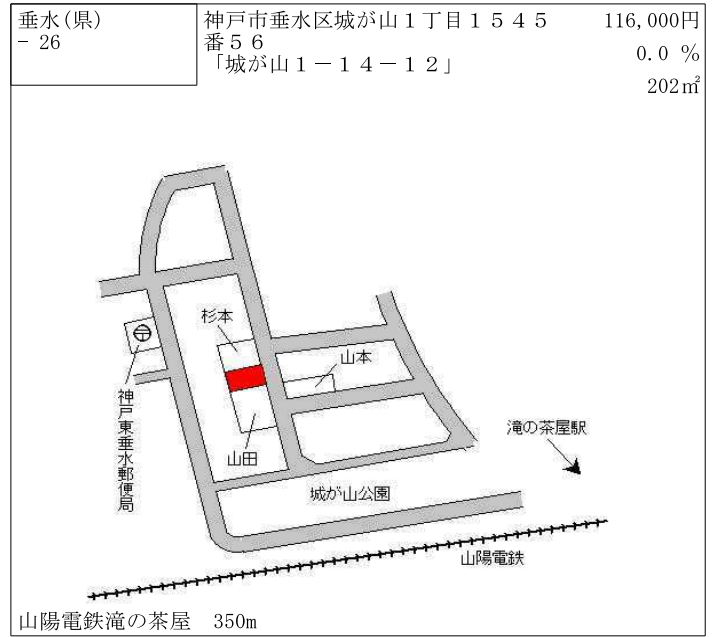 垂水(県)
- 26
神戸市垂水区城が山１丁目１５４５
番５６
「城が山１－１４－１２」
116,000円
0.0 %
202㎡
杉本
山本
神戸東垂水郵便局
山田
滝の茶屋駅
城が山公園
山陽電鉄
山陽電鉄滝の茶屋　350m